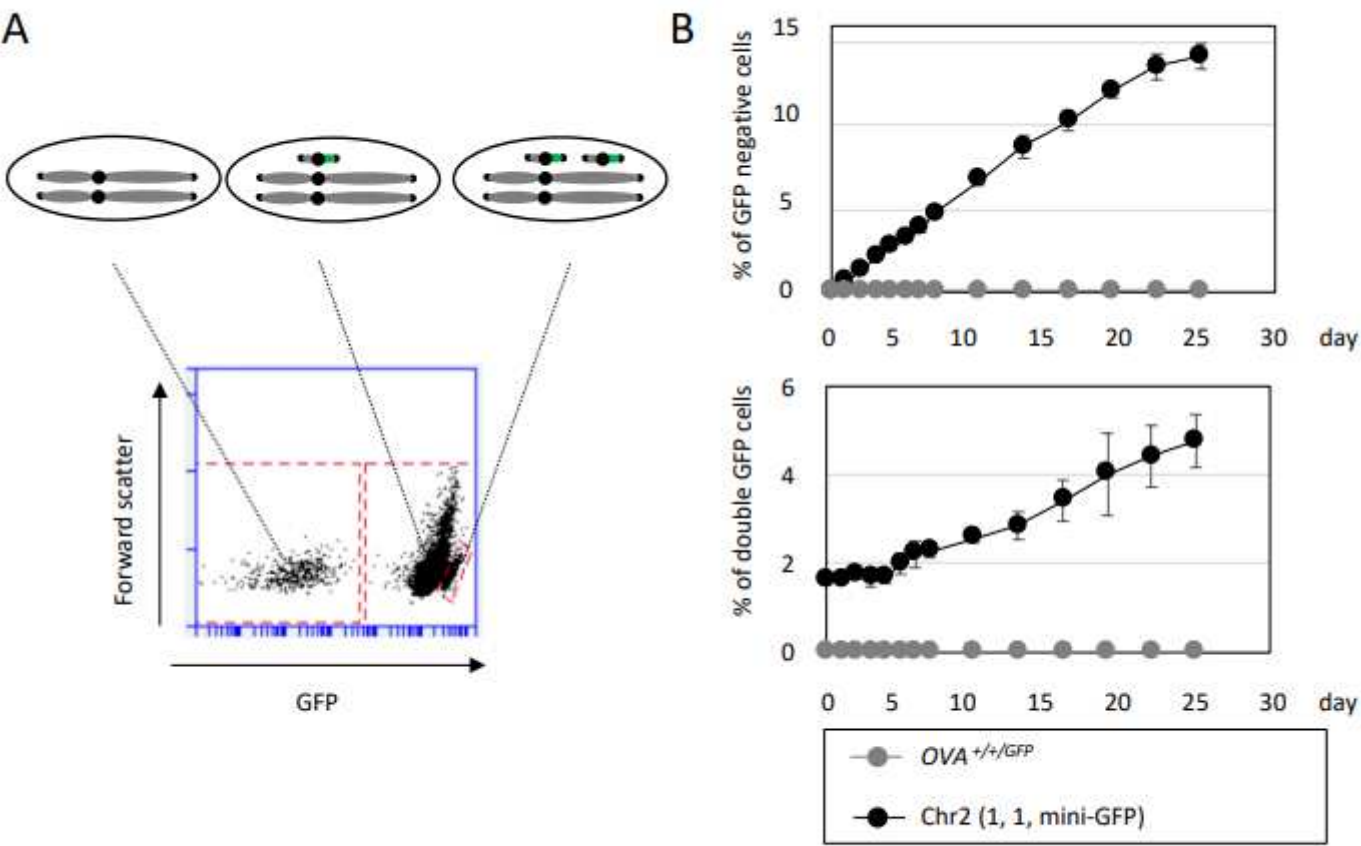 A
Forward scatter
GFP
B
% of GFP negative cells
15
10
5
0
0 5 10 15 20 25 30 day
% of double GFP cells
6
4
2
0
0 5 10 15 20 25 30 day
OVA +/+/GFP
Chr2 (1, 1, mini-GFP)